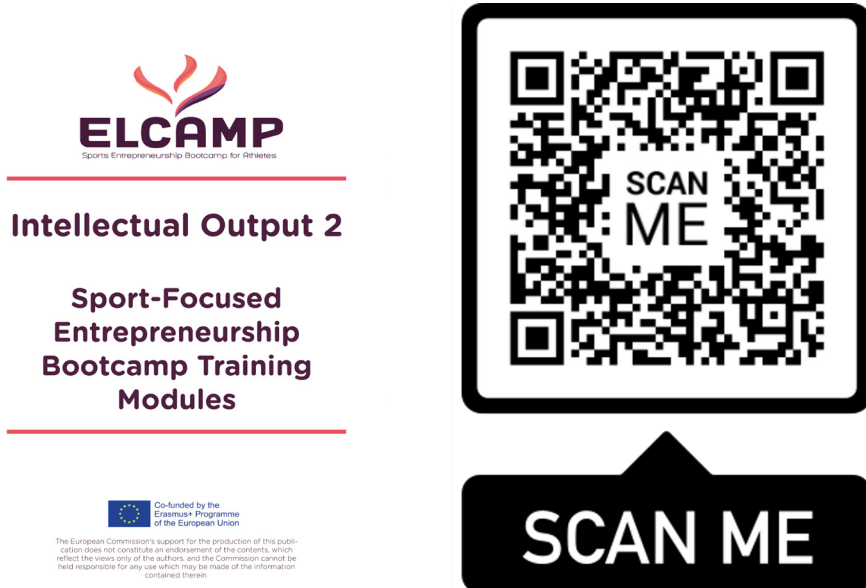 ELCAMP
Sports Entrepreneurship Bootcamp for Athletes
Intellectual Output 2
Sport-Focused
Entrepreneurship
Bootcamp Training
Modules
Co-funded by the
Erasmus+ Programme
of the European Union
The European Commission's support for the production of this publi-
cation does not constitute an endorsement of the contents, which
reflect the views only of the authors, and the Commission cannot be
held responsible for any use which may be made of the information
contained therein.
SCAN
ME
SCAN ME